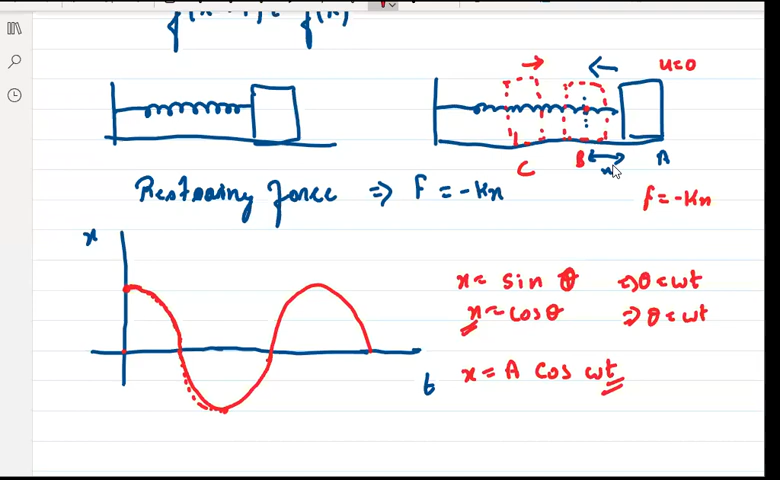 u=0
C B x A
Restoring force ⇒ F = -Kx
f = -Kx
x
x = sin θ ⇒ θ = ωt
x = cos θ ⇒ θ = ωt
x = A cos ωt
t